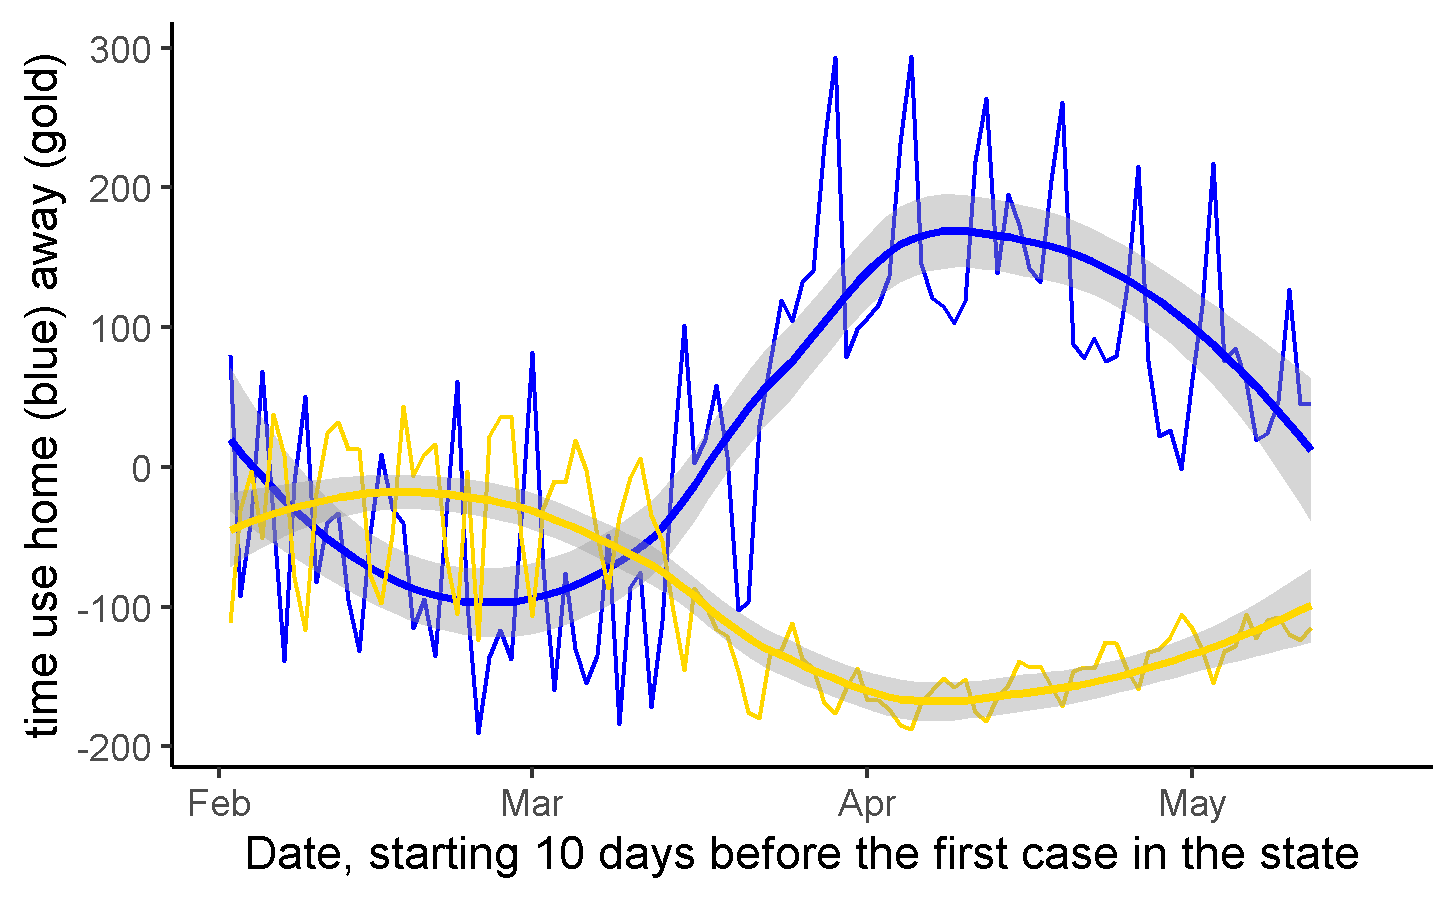 time use home (blue) away (gold)
300
200
100
0
-100
-200
Feb Mar Apr May
Date, starting 10 days before the first case in the state